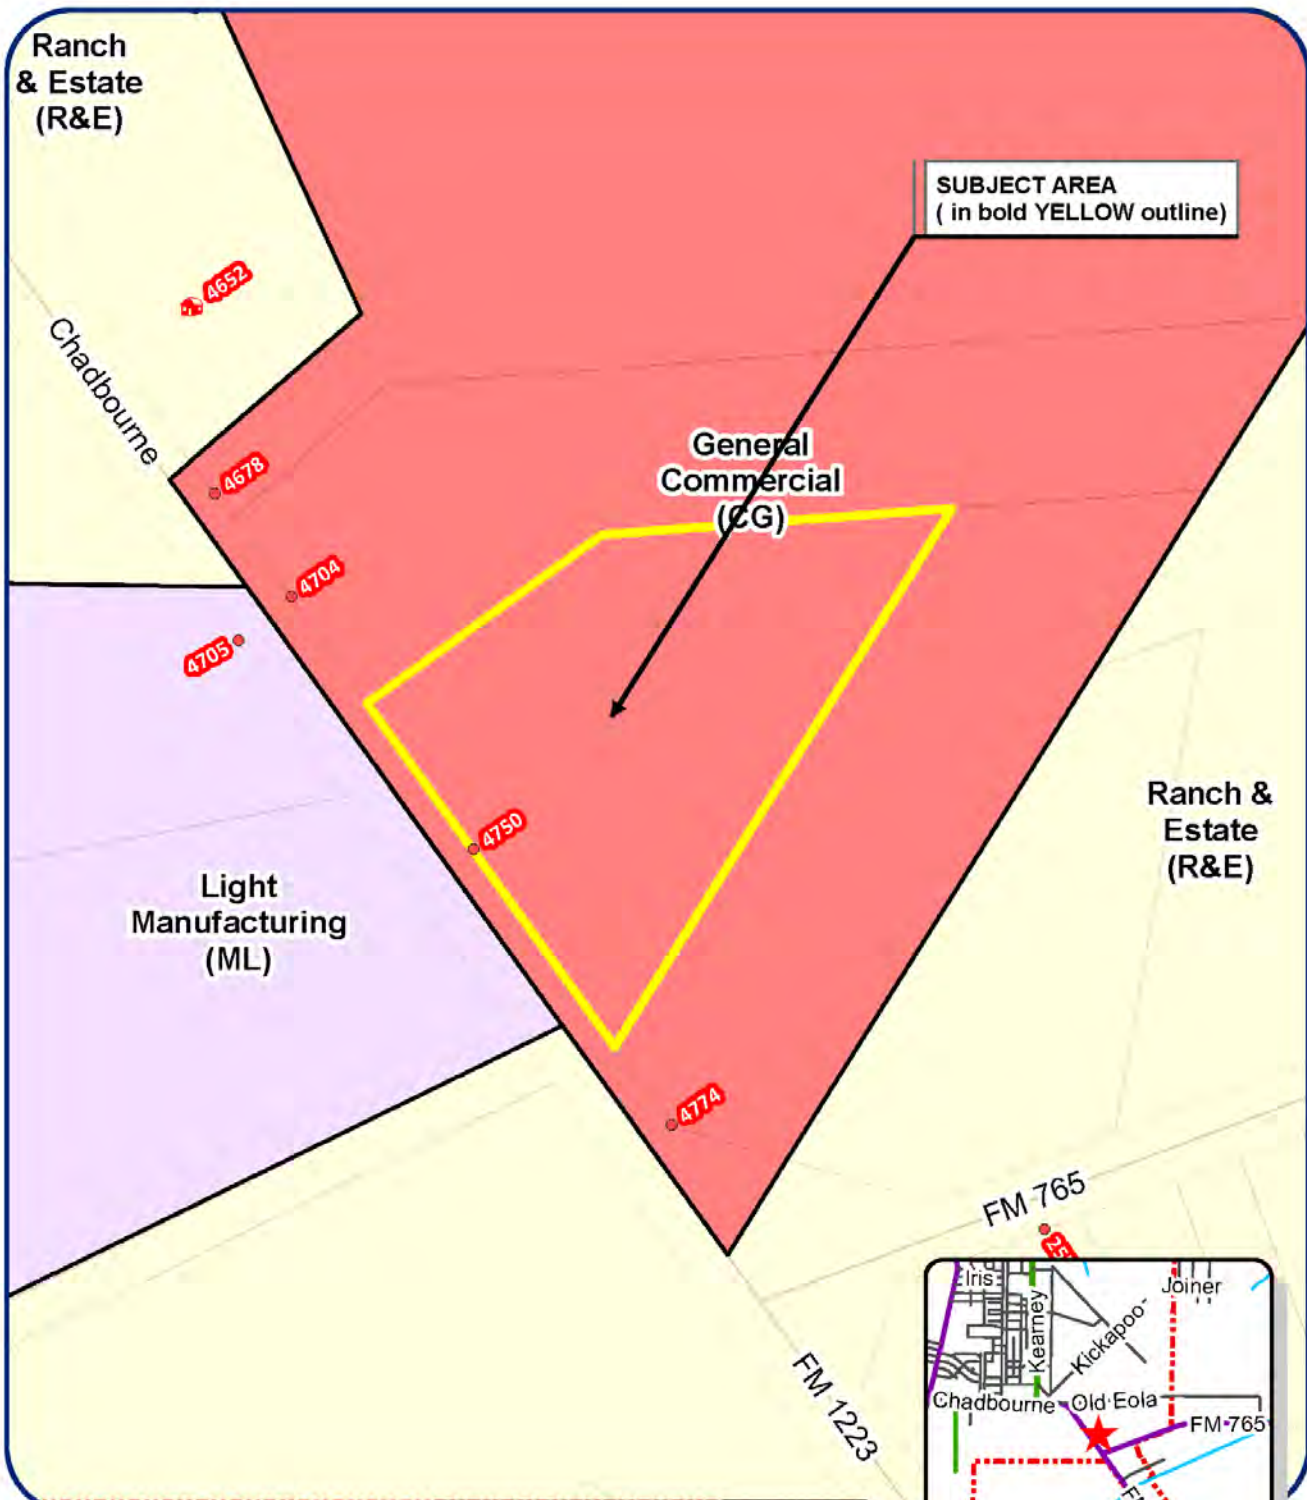 Ranch
& Estate
(R&E)
SUBJECT AREA
( in bold YELLOW outline)
4652
Chadbourne
General
Commercial
(CG)
4678
4704
4705
4750
Ranch &
Estate
(R&E)
Light
Manufacturing
(ML)
4774
FM 765
FM 1223
Iris
Joiner
Kearney
Kickapoo
Chadbourne
Old Eola
FM 765